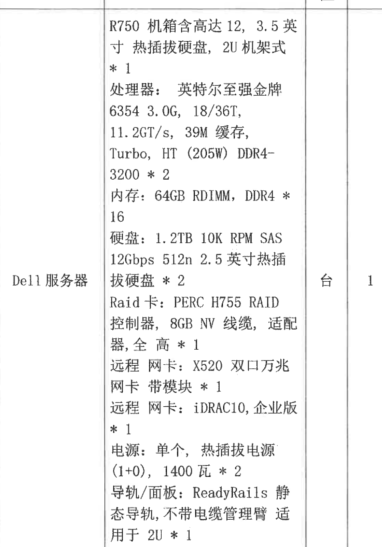 R750 机箱含高达 12, 3.5 英
寸 热插拔硬盘, 2U 机架式
* 1
处理器: 英特尔至强金牌
6354 3.0G, 18/36T,
11.2GT/s, 39M 缓存,
Turbo, HT (205W) DDR4-
3200 * 2
内存: 64GB RDIMM, DDR4 *
16
硬盘: 1.2TB 10K RPM SAS
12Gbps 512n 2.5 英寸热插
拔硬盘 * 2
Dell 服务器
台
1
Raid 卡: PERC H755 RAID
控制器, 8GB NV 线缆, 适配
器,全 高 * 1
远程 网卡: X520 双口万兆
网卡 带模块 * 1
远程 网卡: iDRAC10,企业版
* 1
电源: 单个, 热插拔电源
(1+0), 1400 瓦 * 2
导轨/面板: ReadyRails 静
态导轨,不带电缆管理臂 适
用于 2U * 1